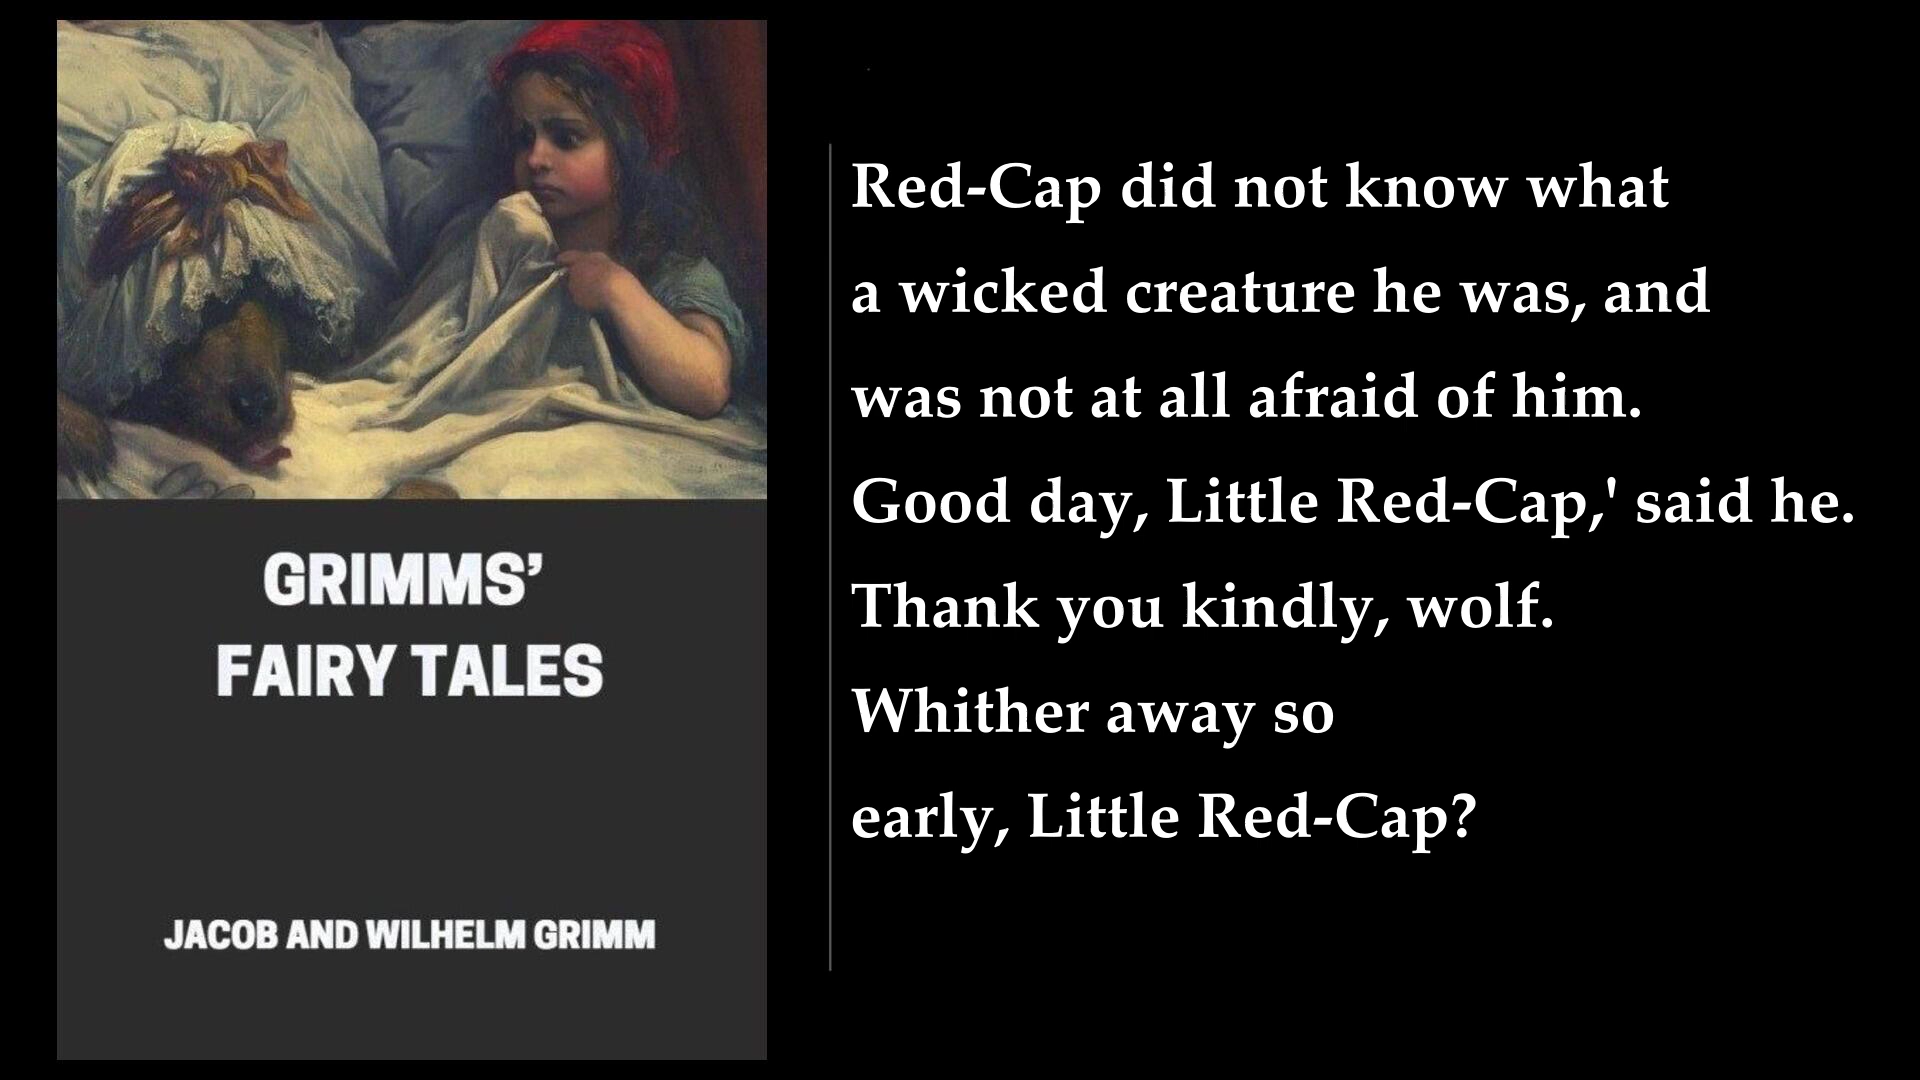 GRIMMS’
FAIRY TALES
JACOB AND WILHELM GRIMM
Red-Cap did not know what
a wicked creature he was, and
was not at all afraid of him.
Good day, Little Red-Cap,' said he.
Thank you kindly, wolf.
Whither away so
early, Little Red-Cap?